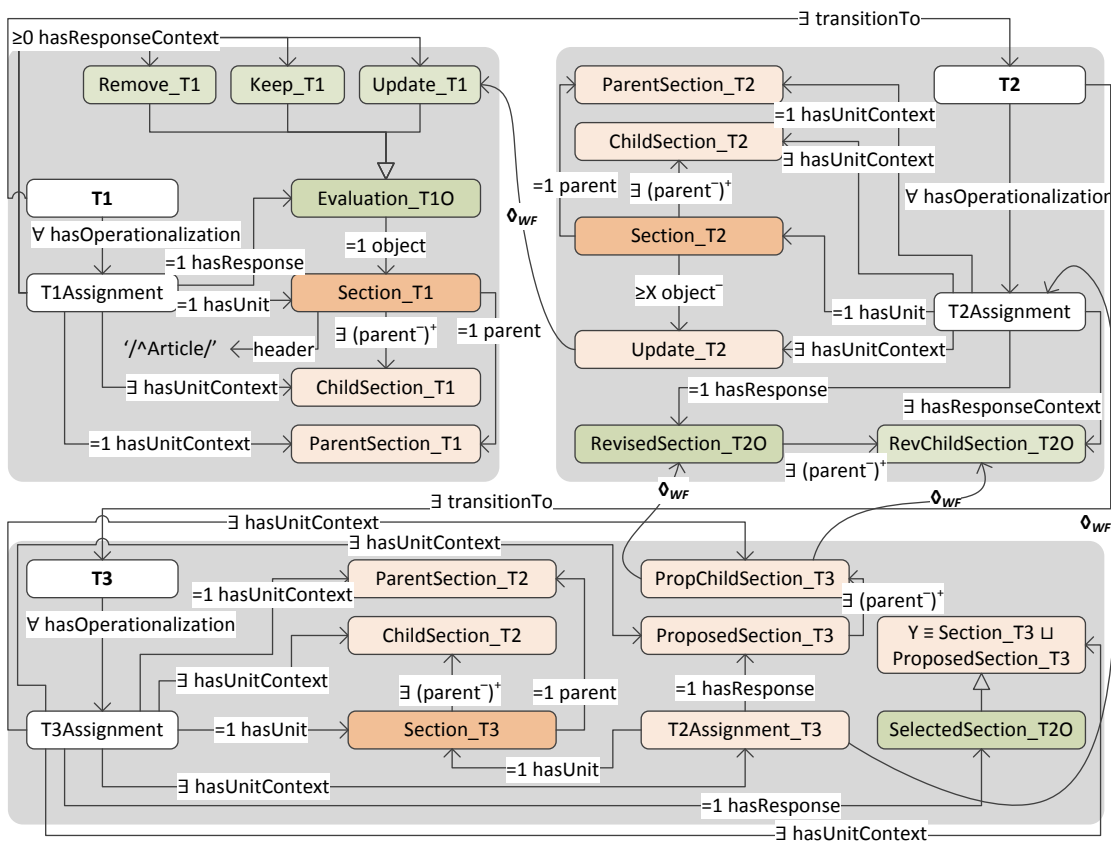 ∃ transitionTo
≥0 hasResponseContext
Remove_T1
Keep_T1
Update_T1
T1
Evaluation_T1O
∀ hasOperationalization
=1 hasResponse
=1 object
T1Assignment
=1 hasUnit
Section_T1
=1 parent
'/^Article/'
header
∃ (parent⁻)⁺
∃ hasUnitContext
ChildSection_T1
=1 hasUnitContext
ParentSection_T1
◊WF
ParentSection_T2
T2
=1 hasUnitContext
ChildSection_T2
∃ hasUnitContext
=1 parent
∃ (parent⁻)⁺
∀ hasOperationalization
Section_T2
≥X object⁻
=1 hasUnit
T2Assignment
Update_T2
∃ hasUnitContext
=1 hasResponse
∃ hasResponseContext
RevisedSection_T2O
RevChildSection_T2O
∃ (parent⁻)⁺
◊WF
◊WF
◊WF
∃ transitionTo
∃ hasUnitContext
∃ hasUnitContext
T3
ParentSection_T2
PropChildSection_T3
=1 hasUnitContext
∃ (parent⁻)⁺
∀ hasOperationalization
ChildSection_T2
ProposedSection_T3
Y ≡ Section_T3 ⊔
ProposedSection_T3
∃ hasUnitContext
∃ (parent⁻)⁺
=1 parent
=1 hasResponse
T3Assignment
=1 hasUnit
Section_T3
T2Assignment_T3
SelectedSection_T2O
=1 hasUnit
∃ hasUnitContext
=1 hasResponse
∃ hasUnitContext